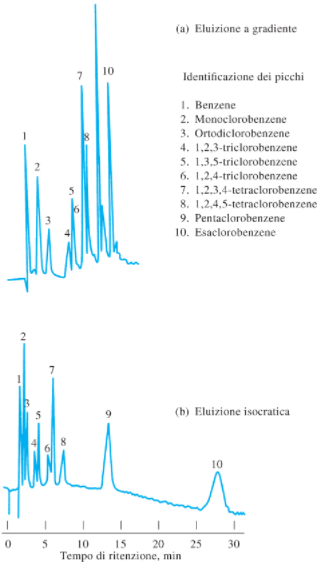 (a) Eluizione a gradiente
Identificazione dei picchi
1. Benzene
2. Monoclorobenzene
3. Ortodiclorobenzene
4. 1,2,3-triclorobenzene
5. 1,3,5-triclorobenzene
6. 1,2,4-triclorobenzene
7. 1,2,3,4-tetraclorobenzene
8. 1,2,4,5-tetraclorobenzene
9. Pentaclorobenzene
10. Esaclorobenzene
1
2
3
4
5
6
7
8
10
(b) Eluizione isocratica
1
2
3
4
5
6
7
8
9
10
0 5 10 15 20 25 30
Tempo di ritenzione, min